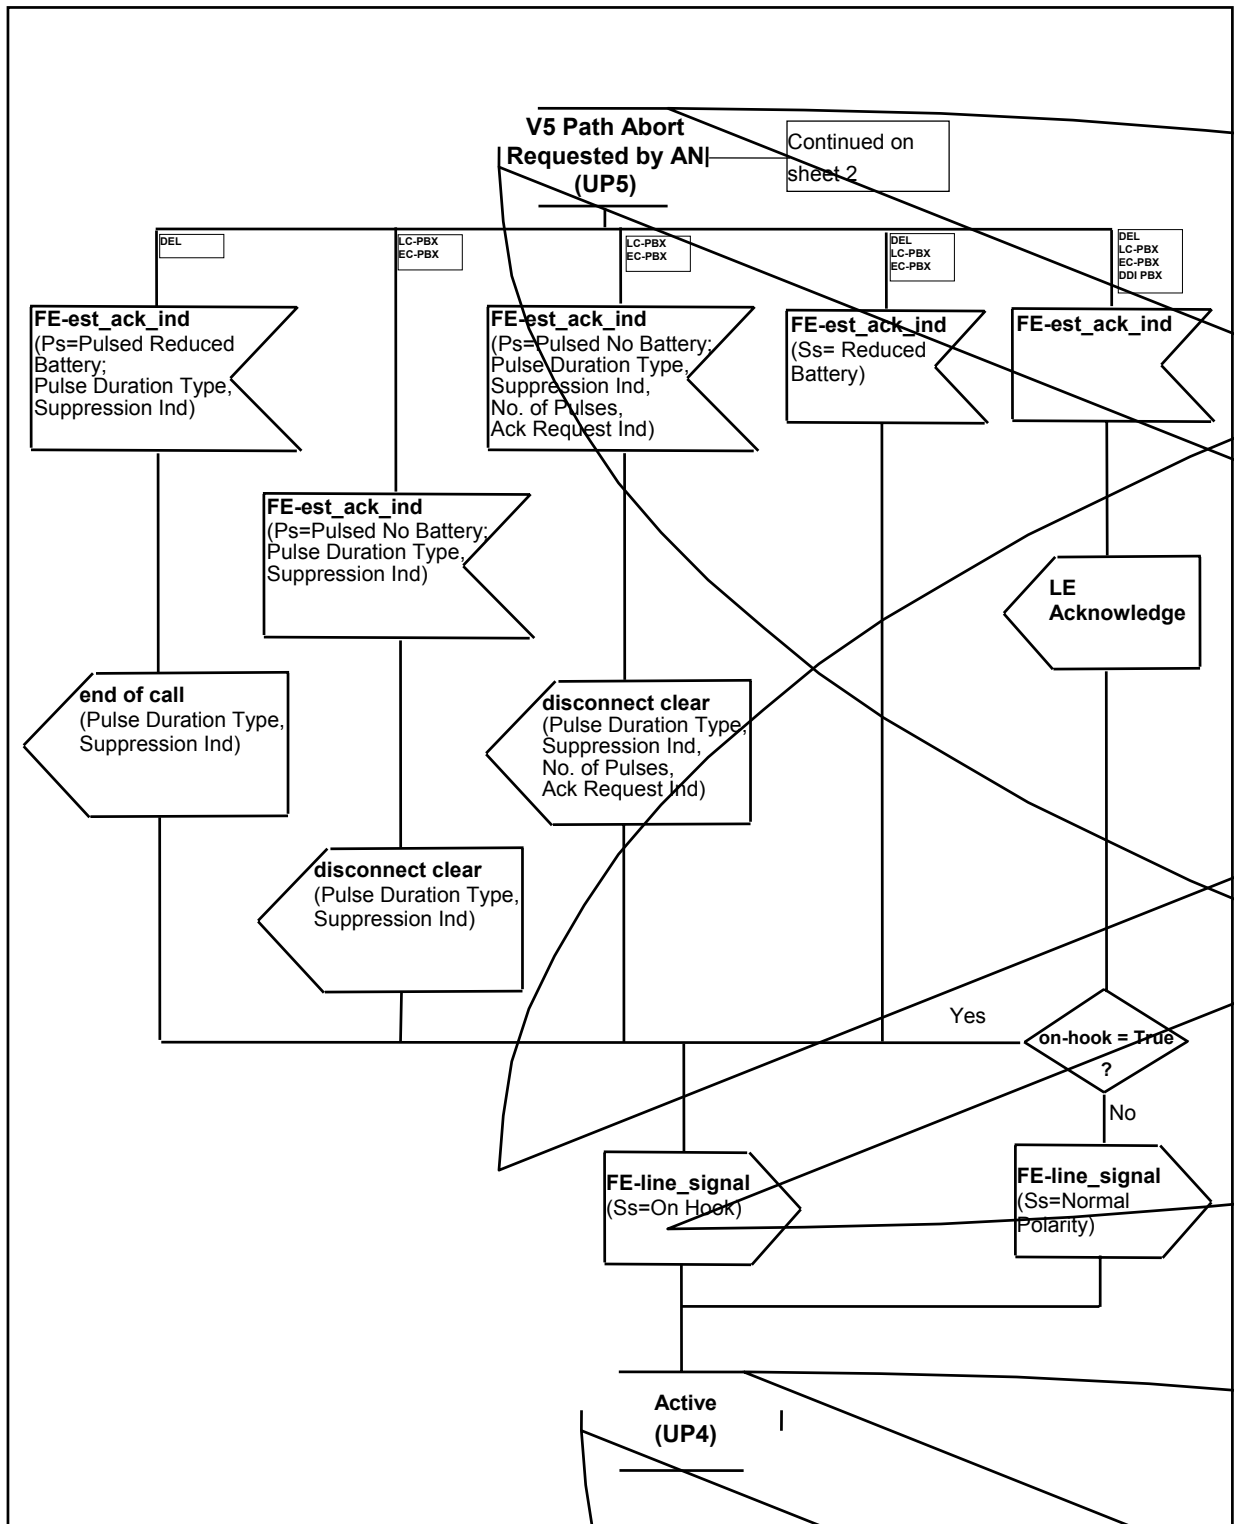 V5 Path Abort
Requested by AN
(UP5)
Continued on
sheet 2
DEL
LC-PBX
EC-PBX
LC-PBX
EC-PBX
DEL
LC-PBX
EC-PBX
DEL
LC-PBX
EC-PBX
DDI PBX
FE-est_ack_ind
(Ps=Pulsed Reduced
Battery;
Pulse Duration Type,
Suppression Ind)
FE-est_ack_ind
(Ps=Pulsed No Battery;
Pulse Duration Type,
Suppression Ind,
No. of Pulses,
Ack Request Ind)
FE-est_ack_ind
(Ss= Reduced
Battery)
FE-est_ack_ind
FE-est_ack_ind
(Ps=Pulsed No Battery;
Pulse Duration Type,
Suppression Ind)
LE
Acknowledge
end of call
(Pulse Duration Type,
Suppression Ind)
disconnect clear
(Pulse Duration Type,
Suppression Ind,
No. of Pulses,
Ack Request Ind)
disconnect clear
(Pulse Duration Type,
Suppression Ind)
Yes
on-hook = True
?
No
FE-line_signal
(Ss=On Hook)
FE-line_signal
(Ss=Normal
Polarity)
Active
(UP4)